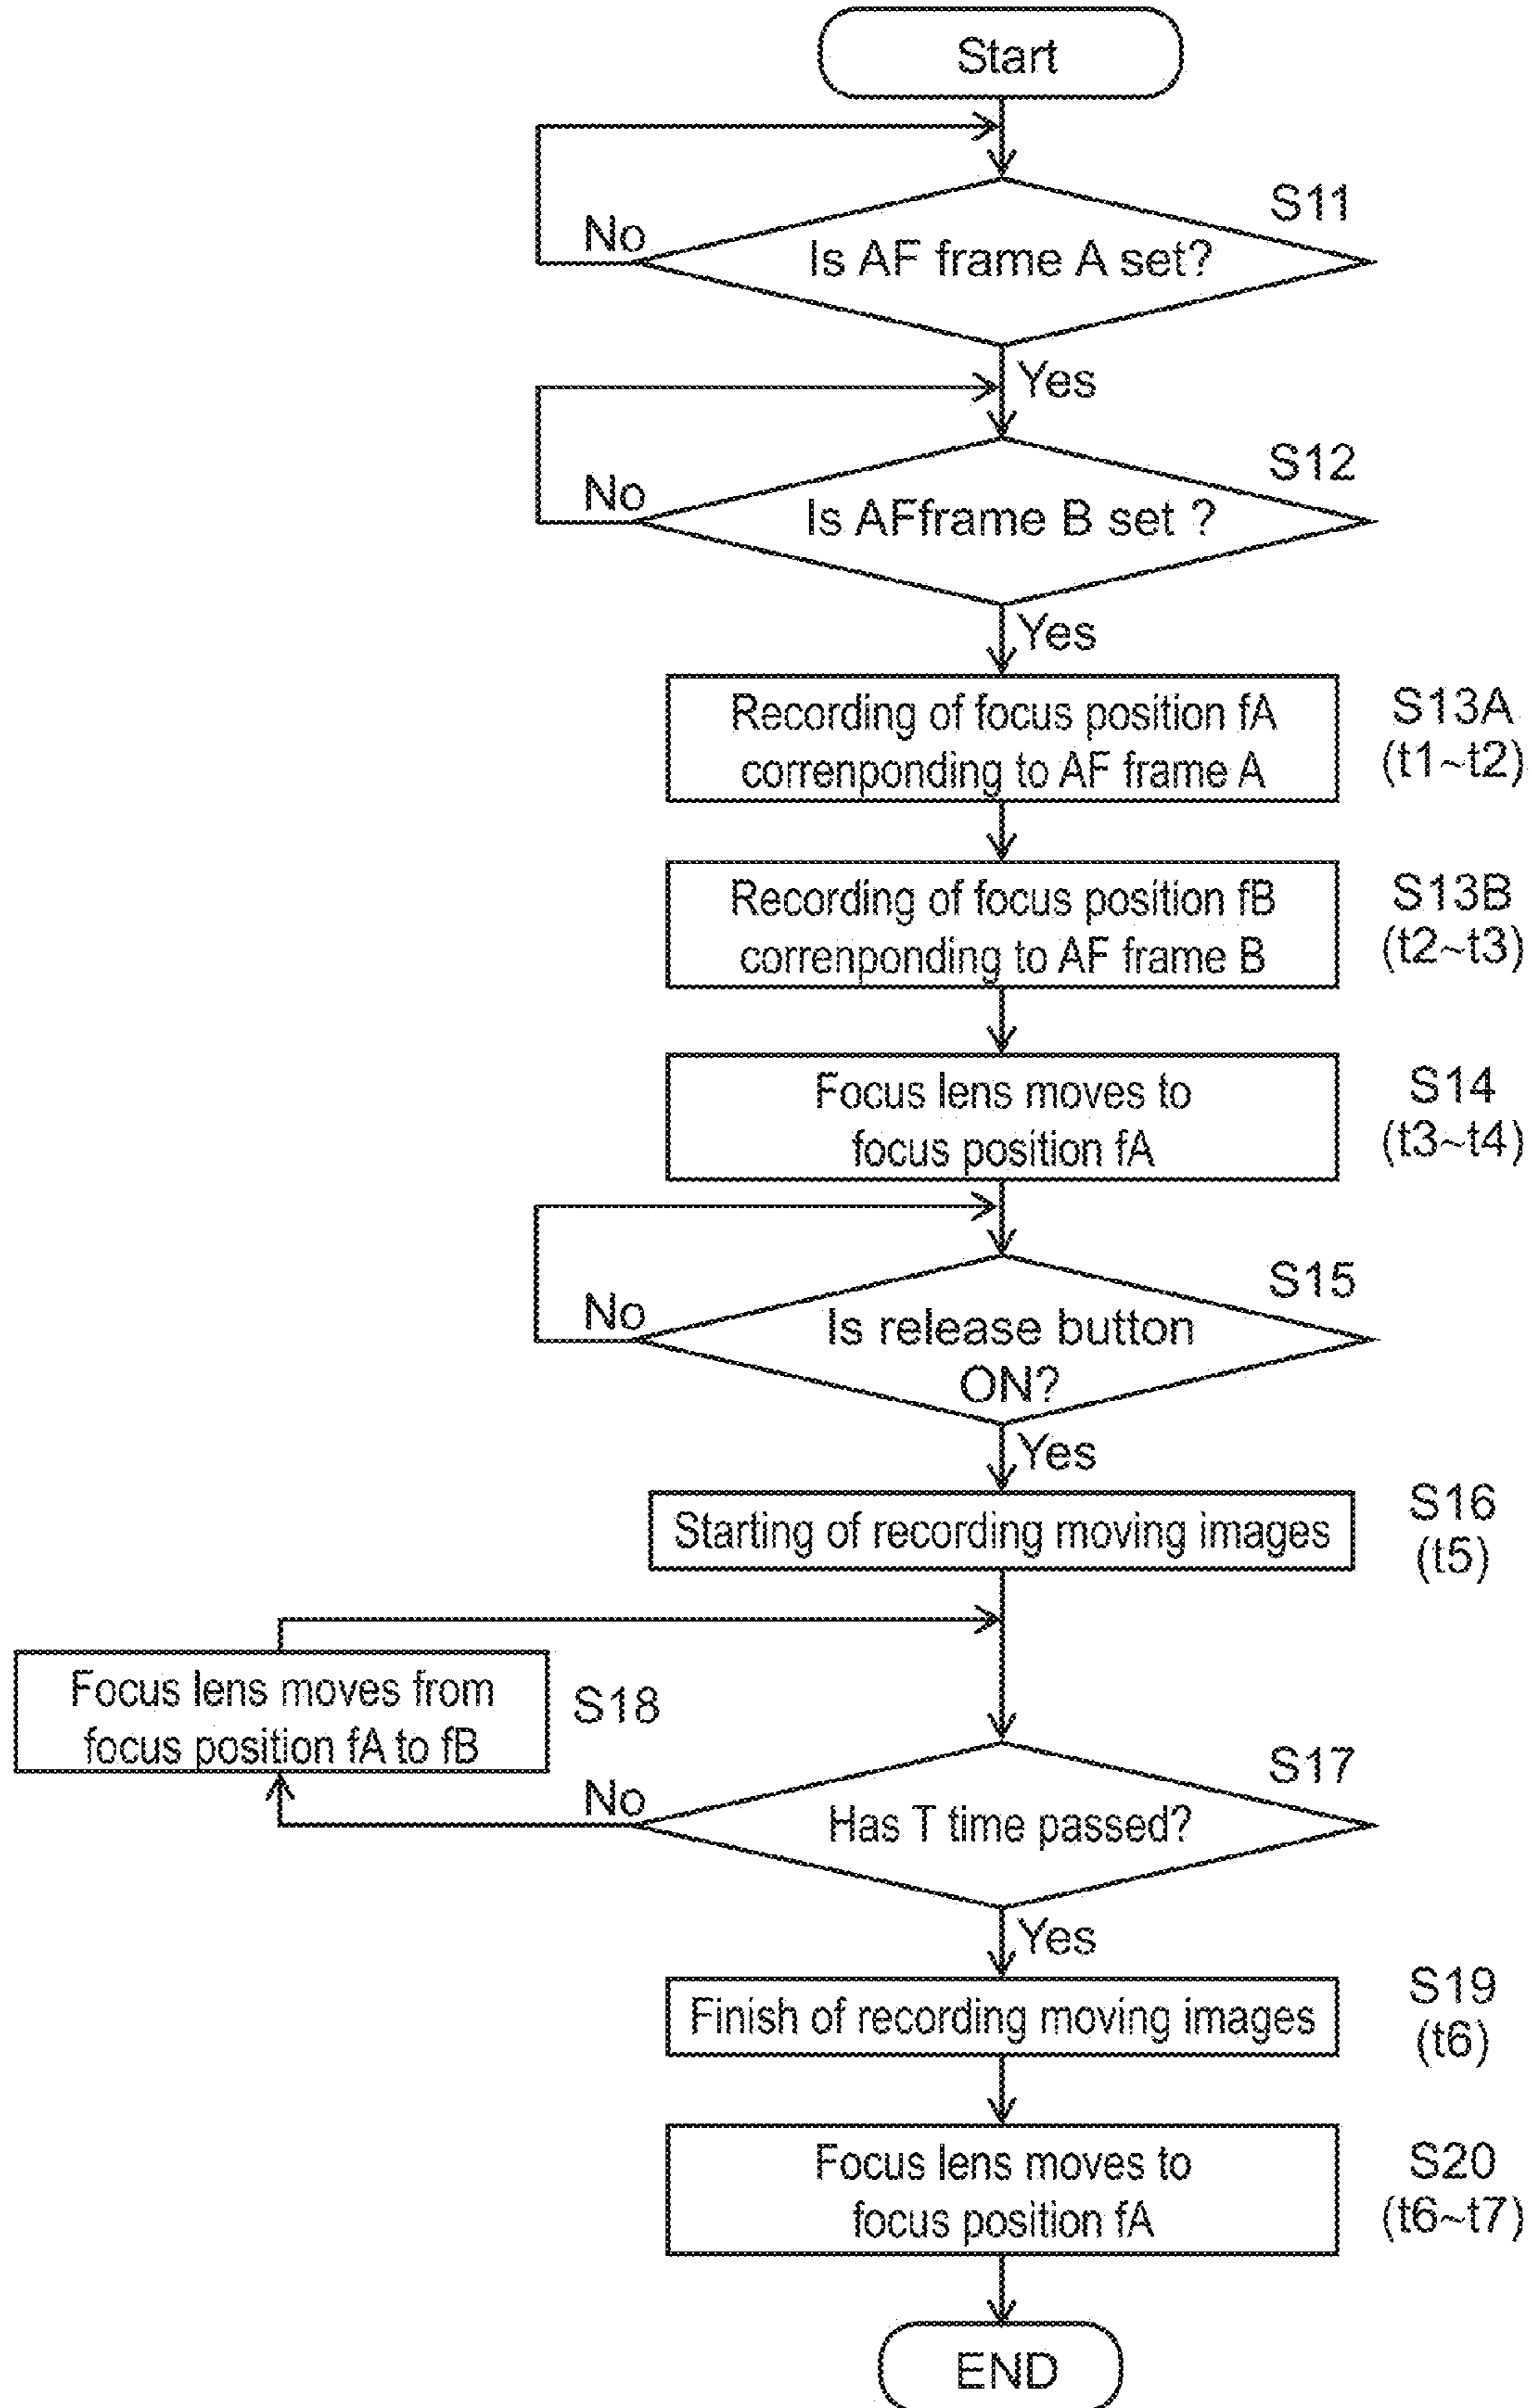 Start
S11
No
Is AF frame A set?
Yes
S12
No
Is AFframe B set ?
Yes
Recording of focus position fA
correnponding to AF frame A
S13A
(t1~t2)
Recording of focus position fB
correnponding to AF frame B
S13B
(t2~t3)
Focus lens moves to
focus position fA
S14
(t3~t4)
S15
No
Is release button
ON?
Yes
Starting of recording moving images
S16
(t5)
Focus lens moves from
focus position fA to fB
S18
S17
No
Has T time passed?
Yes
Finish of recording moving images
S19
(t6)
Focus lens moves to
focus position fA
S20
(t6~t7)
END